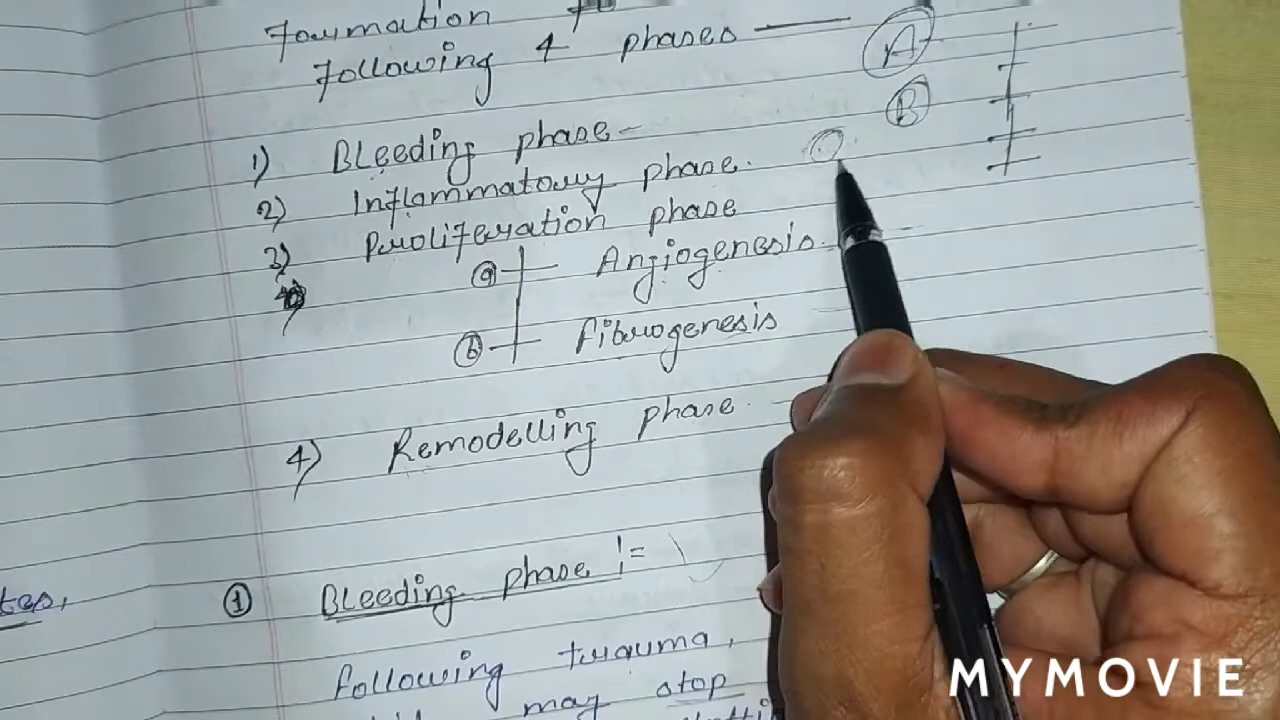 Formation
Following 4 phases — A
B
1) Bleeding phase -
2) Inflammatory phase.
3) Proliferation phase
a Angiogenesis.
b Fibrogenesis
4) Remodelling phase.
tes,
1 Bleeding phase :=
Following trauma,
may stop
MYMOVIE